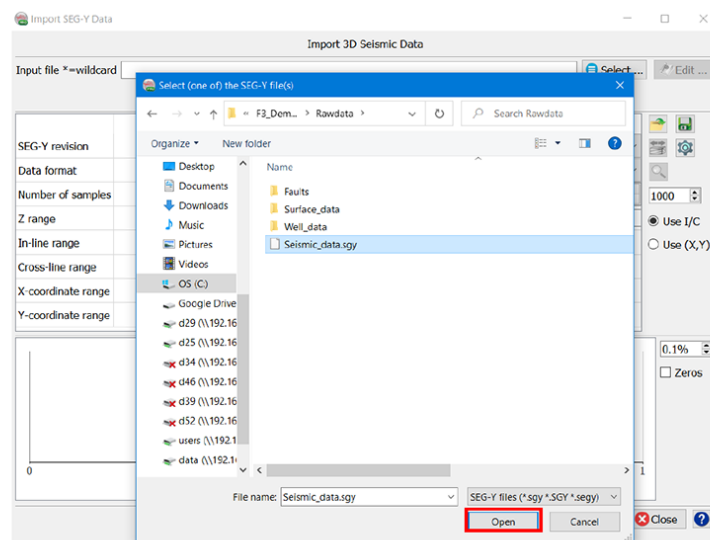 Import SEG-Y Data
Import 3D Seismic Data
Input file *=wildcard
Select ...
Edit ...
Select (one of) the SEG-Y file(s)
« F3_Dem... > Rawdata >
Search Rawdata
Organize
New folder
SEG-Y revision
Data format
Number of samples
Z range
In-line range
Cross-line range
X-coordinate range
Y-coordinate range
Desktop
Documents
Downloads
Music
Pictures
Videos
OS (C:)
Google Drive
d29 (\\192.16
d25 (\\192.16
d34 (\\192.16
d46 (\\192.16
d39 (\\192.16
d52 (\\192.16
users (\\192.1
data (\\192.1
Name
Faults
Surface_data
Well_data
Seismic_data.sgy
1000
Use I/C
Use (X,Y)
0.1%
Zeros
0
1
File name: Seismic_data.sgy
SEG-Y files (*.sgy *.SGY *.segy)
Open
Cancel
Close